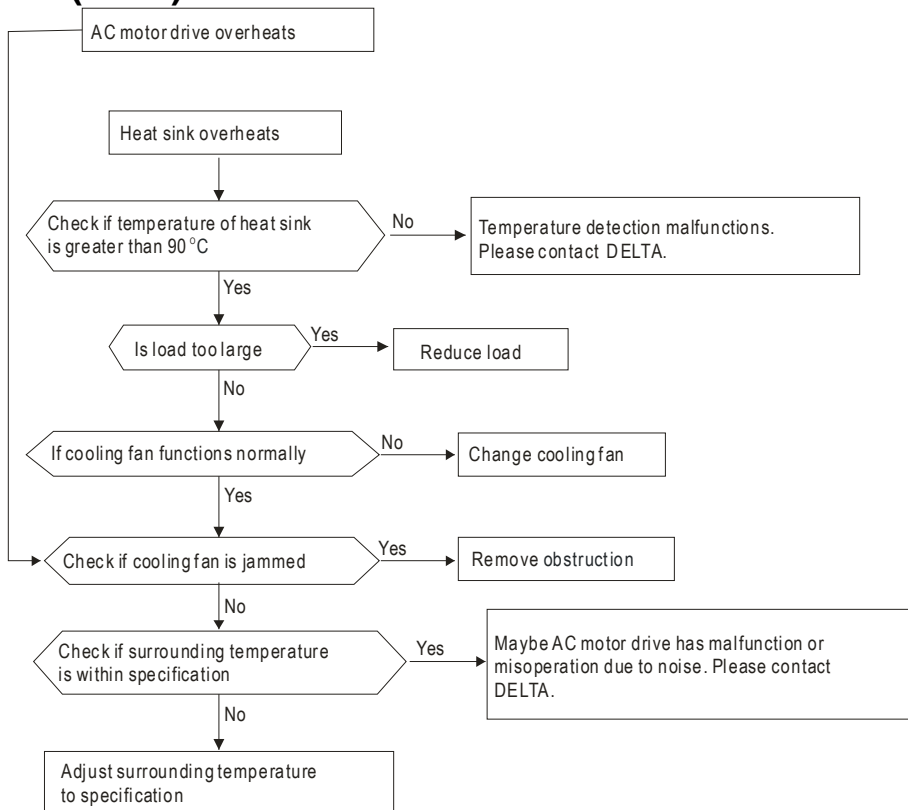 AC motor drive overheats
Heat sink overheats
Check if temperature of heat sink
is greater than 90 °C
No
Temperature detection malfunctions.
Please contact DELTA.
Yes
Is load too large
Yes
Reduce load
No
If cooling fan functions normally
No
Change cooling fan
Yes
Check if cooling fan is jammed
Yes
Remove obstruction
No
Check if surrounding temperature
is within specification
Yes
Maybe AC motor drive has malfunction or
misoperation due to noise. Please contact
DELTA.
No
Adjust surrounding temperature
to specification